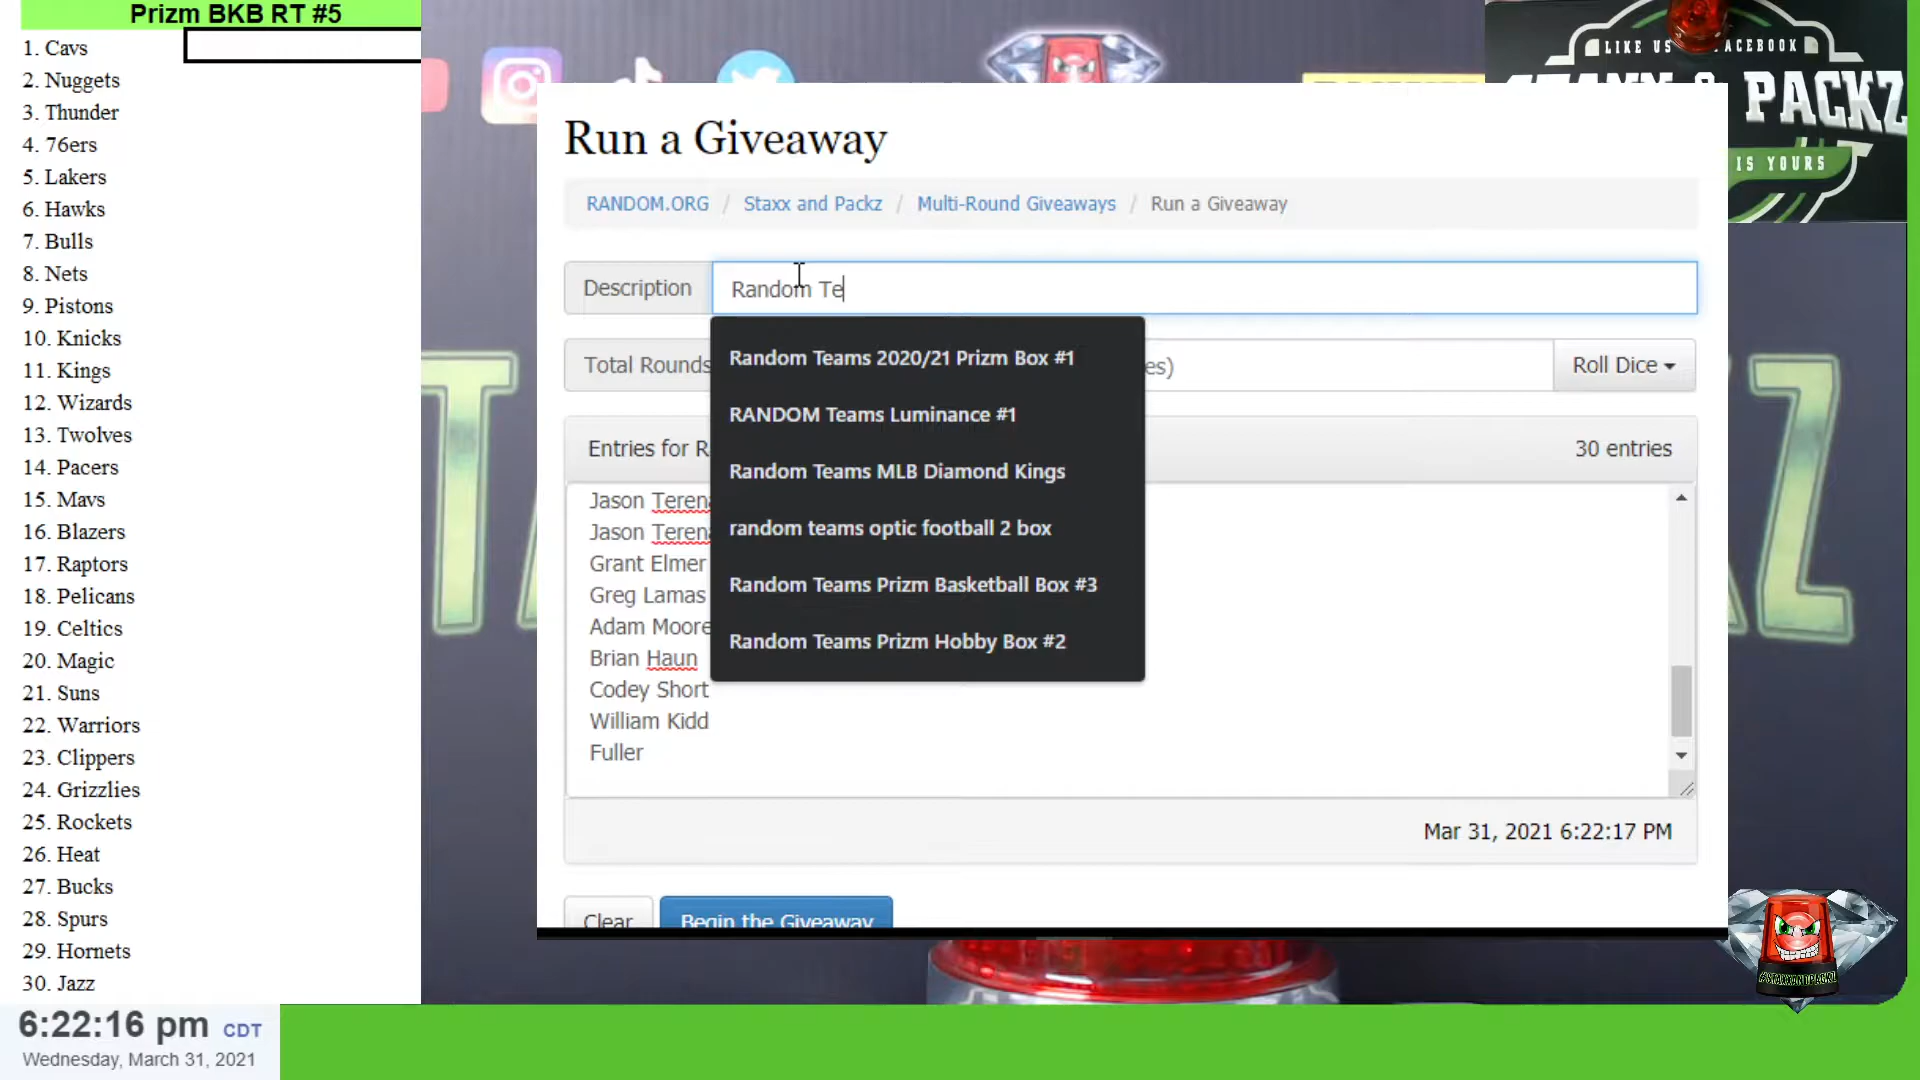 Prizm BKB RT #5
1. Cavs
2. Nuggets
3. Thunder
4. 76ers
5. Lakers
6. Hawks
7. Bulls
8. Nets
9. Pistons
10. Knicks
11. Kings
12. Wizards
13. Twolves
14. Pacers
15. Mavs
16. Blazers
17. Raptors
18. Pelicans
19. Celtics
20. Magic
21. Suns
22. Warriors
23. Clippers
24. Grizzlies
25. Rockets
26. Heat
27. Bucks
28. Spurs
29. Hornets
30. Jazz
6:22:16 pm CDT
Wednesday, March 31, 2021
Run a Giveaway
RANDOM.ORG / Staxx and Packz / Multi-Round Giveaways / Run a Giveaway
Description Random Te
Random Teams 2020/21 Prizm Box #1
RANDOM Teams Luminance #1
Random Teams MLB Diamond Kings
random teams optic football 2 box
Random Teams Prizm Basketball Box #3
Random Teams Prizm Hobby Box #2
Total Rounds
es)
Roll Dice
Entries for R
30 entries
Jason Teren
Jason Teren
Grant Elmer
Greg Lamas
Adam Moore
Brian Haun
Codey Short
William Kidd
Fuller
Mar 31, 2021 6:22:17 PM
Clear Begin the Giveaway
LIKE US
ACEBOOK
PACKZ
IS YOURS
#STAXXANDPACKZ